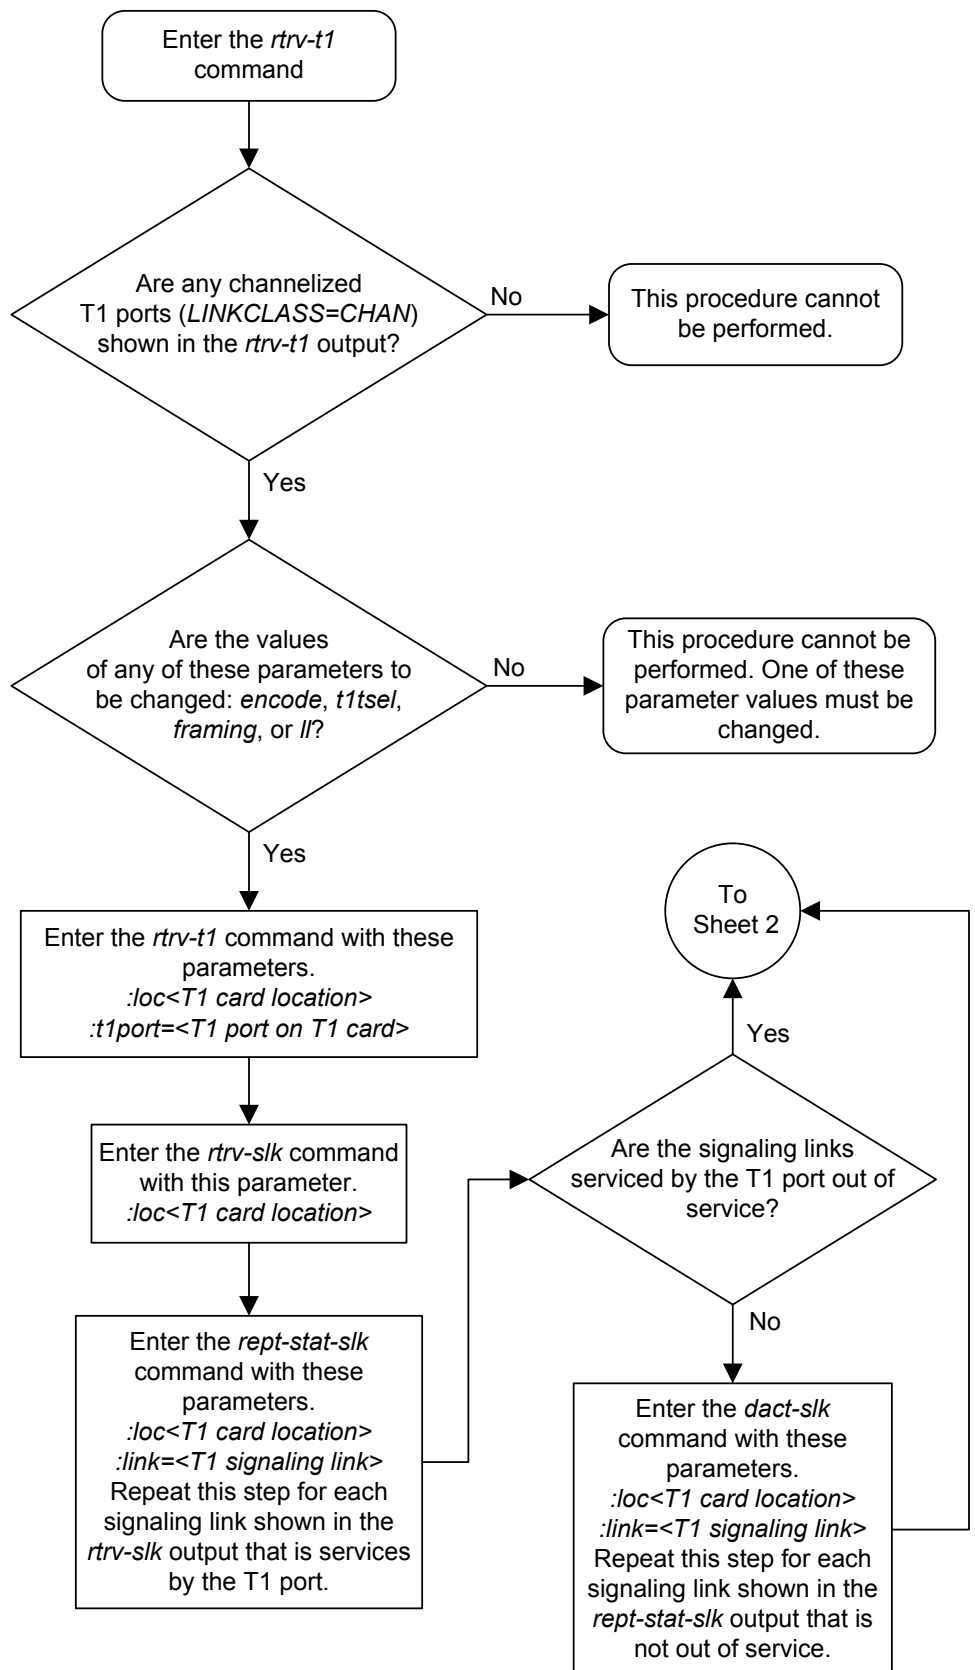 Enter the rtrv-t1
command
Are any channelized
T1 ports (LINKCLASS=CHAN)
shown in the rtrv-t1 output?
No
This procedure cannot
be performed.
Yes
Are the values
of any of these parameters to
be changed: encode, t1tsel,
framing, or ll?
No
This procedure cannot be
performed. One of these
parameter values must be
changed.
Yes
Enter the rtrv-t1 command with these
parameters.
:loc<T1 card location>
:t1port=<T1 port on T1 card>
Enter the rtrv-slk command
with this parameter.
:loc<T1 card location>
Enter the rept-stat-slk
command with these
parameters.
:loc<T1 card location>
:link=<T1 signaling link>
Repeat this step for each
signaling link shown in the
rtrv-slk output that is services
by the T1 port.
Are the signaling links
serviced by the T1 port out of
service?
Yes
To
Sheet 2
No
Enter the dact-slk
command with these
parameters.
:loc<T1 card location>
:link=<T1 signaling link>
Repeat this step for each
signaling link shown in the
rept-stat-slk output that is
not out of service.